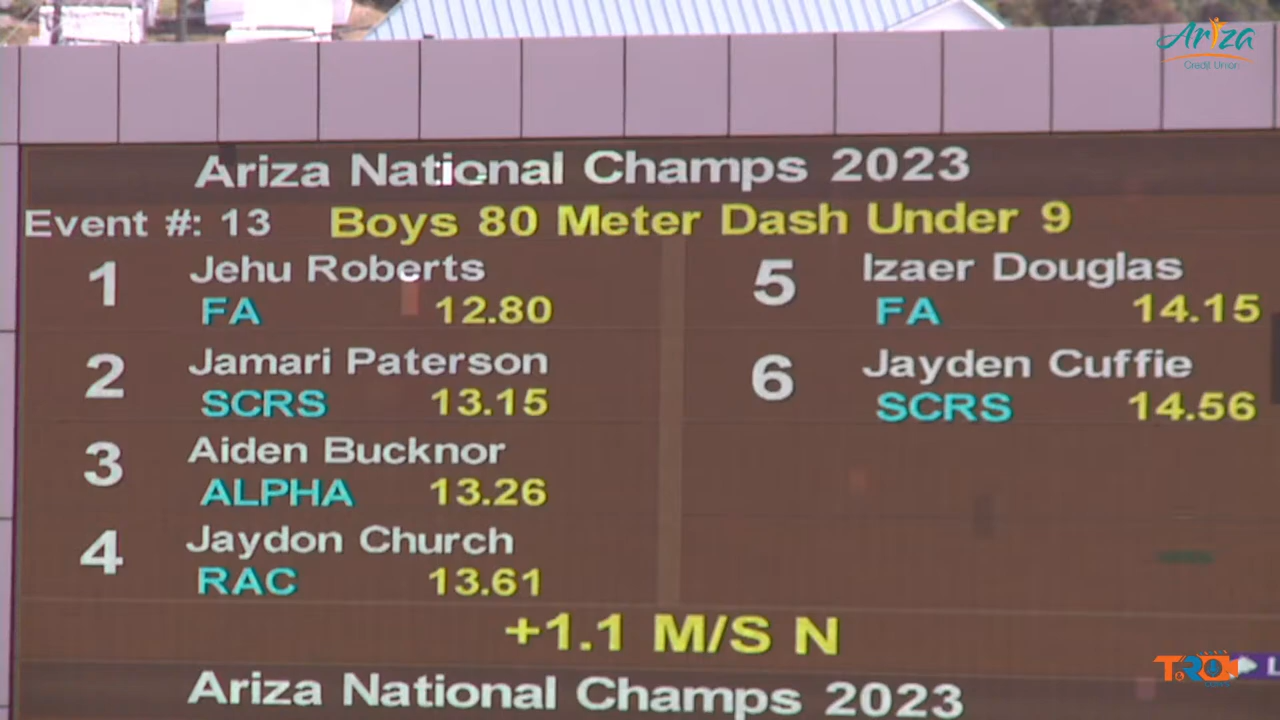 Ariza
Credit Union
Ariza National Champs 2023
Event #: 13 Boys 80 Meter Dash Under 9
1 Jehu Roberts
FA 12.80
2 Jamari Paterson
SCRS 13.15
3 Aiden Bucknor
ALPHA 13.26
4 Jaydon Church
RAC 13.61
5 Izaer Douglas
FA 14.15
6 Jayden Cuffie
SCRS 14.56
+1.1 M/S N
Ariza National Champs 2023